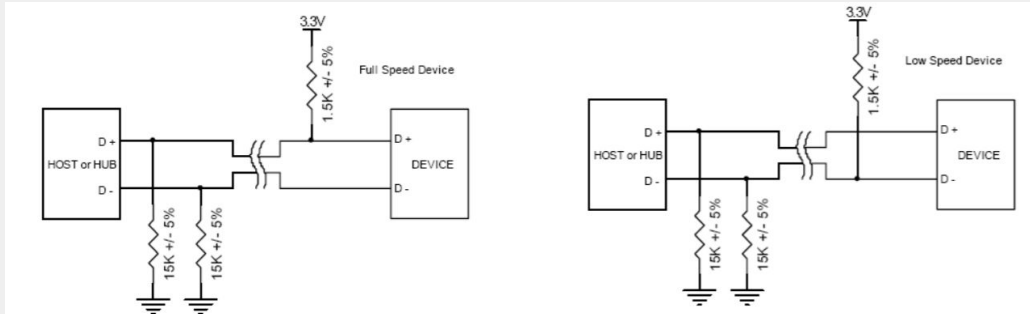 3.3V
1.5K +/- 5%
Full Speed Device
D +
HOST or HUB
D -
D +
DEVICE
D -
15K +/- 5%
15K +/- 5%
3.3V
1.5K +/- 5%
Low Speed Device
D +
HOST or HUB
D -
D +
DEVICE
D -
15K +/- 5%
15K +/- 5%